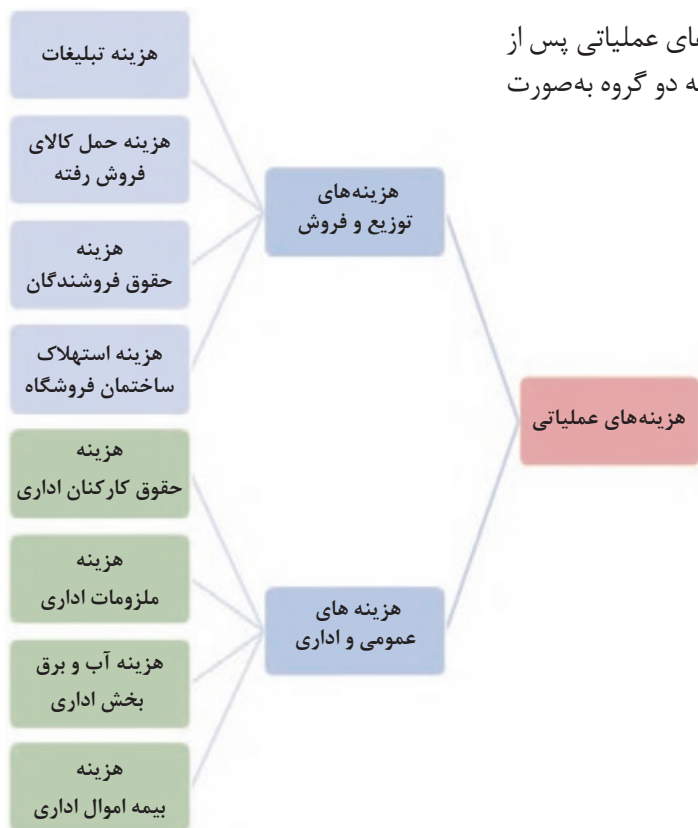 ‌های عملیاتی پس از
ه دو گروه به‌صورت
هزینه‌های عملیاتی
هزینه‌های
توزیع و فروش
هزینه تبلیغات
هزینه حمل کالای
فروش رفته
هزینه
حقوق فروشندگان
هزینه استهلاک
ساختمان فروشگاه
هزینه های
عمومی و اداری
هزینه
حقوق کارکنان اداری
هزینه
ملزومات اداری
هزینه آب و برق
بخش اداری
هزینه
بیمه اموال اداری